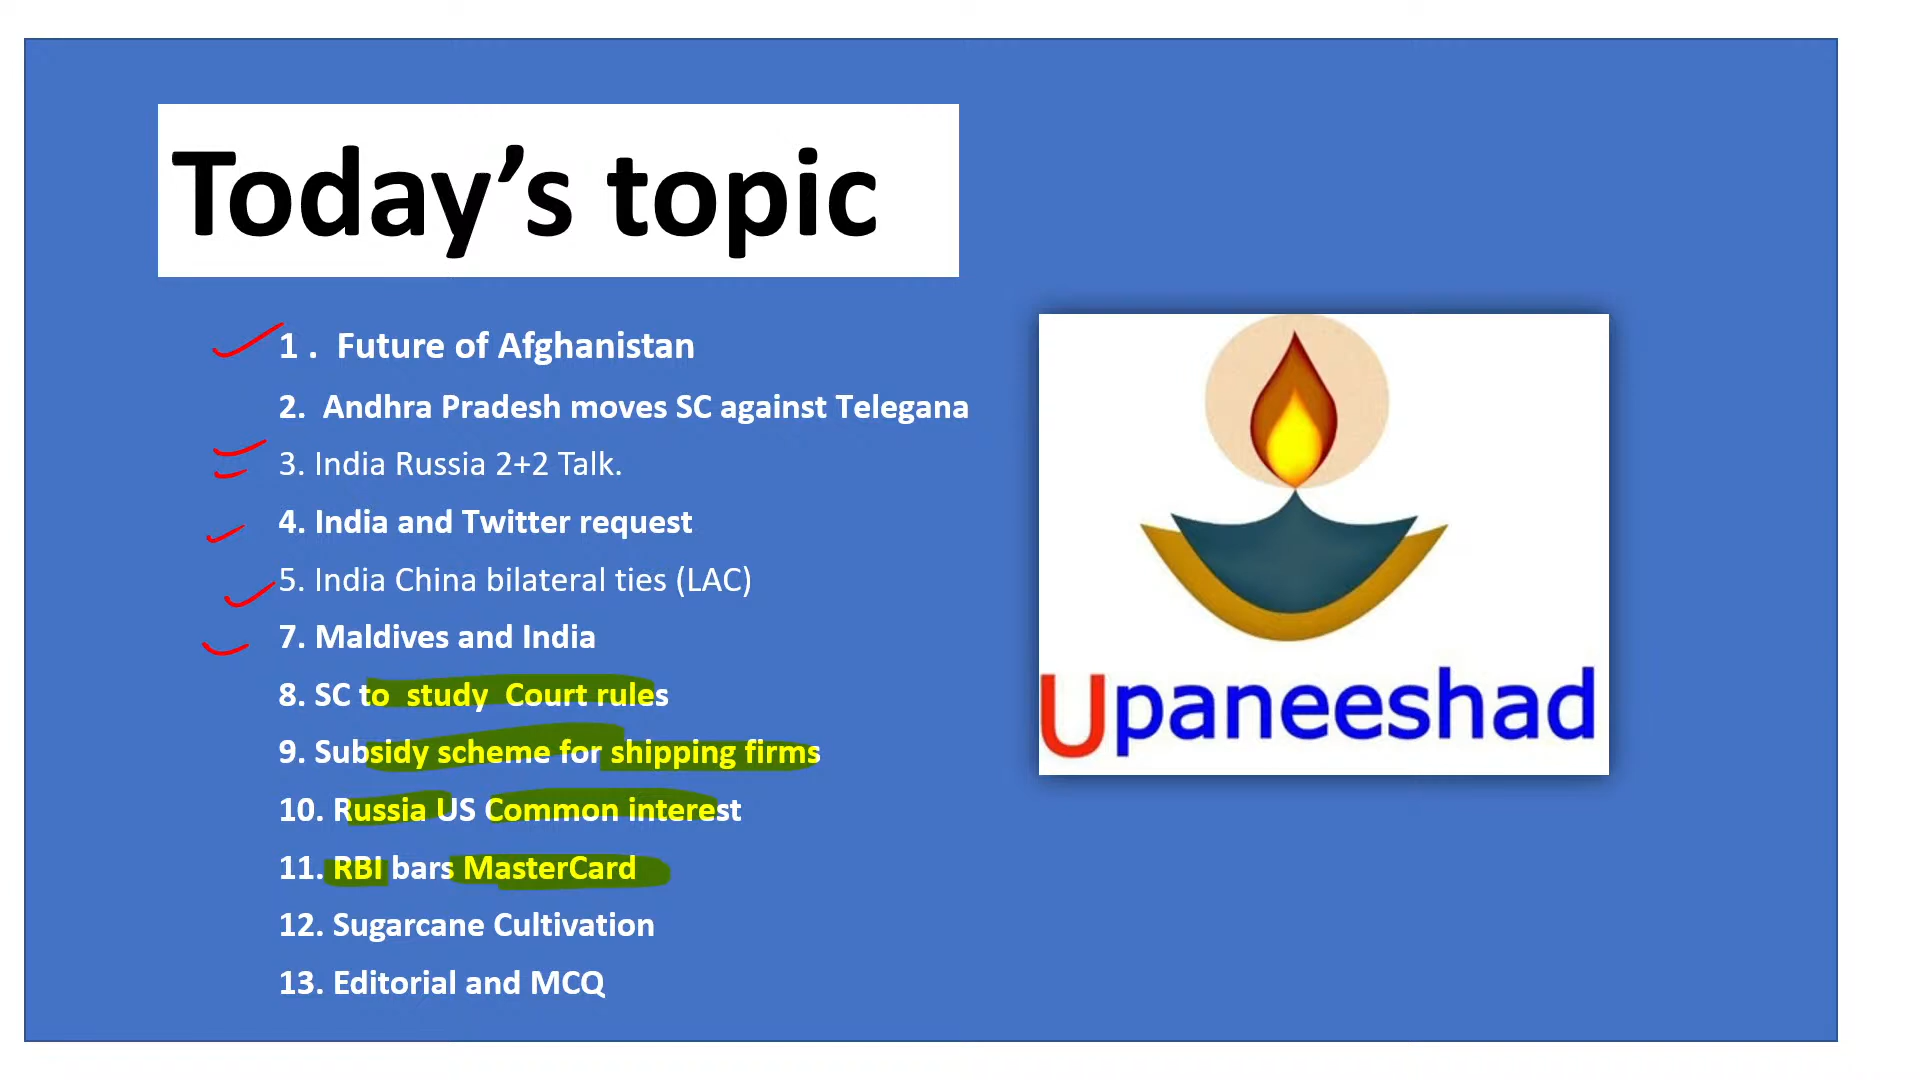 Today’s topic
1 .  Future of Afghanistan
2.  Andhra Pradesh moves SC against Telegana
3. India Russia 2+2 Talk.
4. India and Twitter request
5. India China bilateral ties (LAC)
7. Maldives and India
8. SC to  study  Court rules
9. Subsidy scheme for shipping firms
10. Russia US Common interest
11. RBI bars MasterCard
12. Sugarcane Cultivation
13. Editorial and MCQ
Upaneeshad